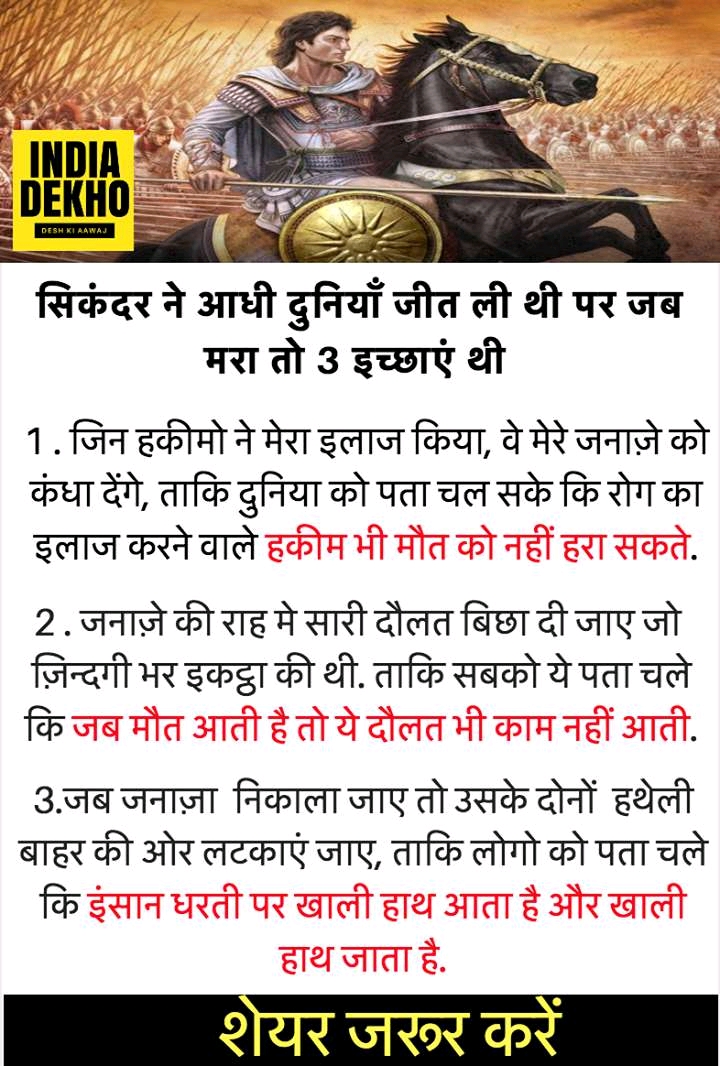 INDIA
DEKHO
DESH KI AAWAJ
सिकंदर ने आधी दुनियाँ जीत ली थी पर जब
मरा तो 3 इच्छाएं थी
1 . जिन हकीमो ने मेरा इलाज किया, वे मेरे जनाज़े को
कंधा देंगे, ताकि दुनिया को पता चल सके कि रोग का
इलाज करने वाले हकीम भी मौत को नहीं हरा सकते.
2 . जनाज़े की राह मे सारी दौलत बिछा दी जाए जो
ज़िन्दगी भर इकट्ठा की थी. ताकि सबको ये पता चले
कि जब मौत आती है तो ये दौलत भी काम नहीं आती.
3.जब जनाज़ा निकाला जाए तो उसके दोनों हथेली
बाहर की ओर लटकाएं जाए, ताकि लोगो को पता चले
कि इंसान धरती पर खाली हाथ आता है और खाली
हाथ जाता है.
शेयर जरूर करें